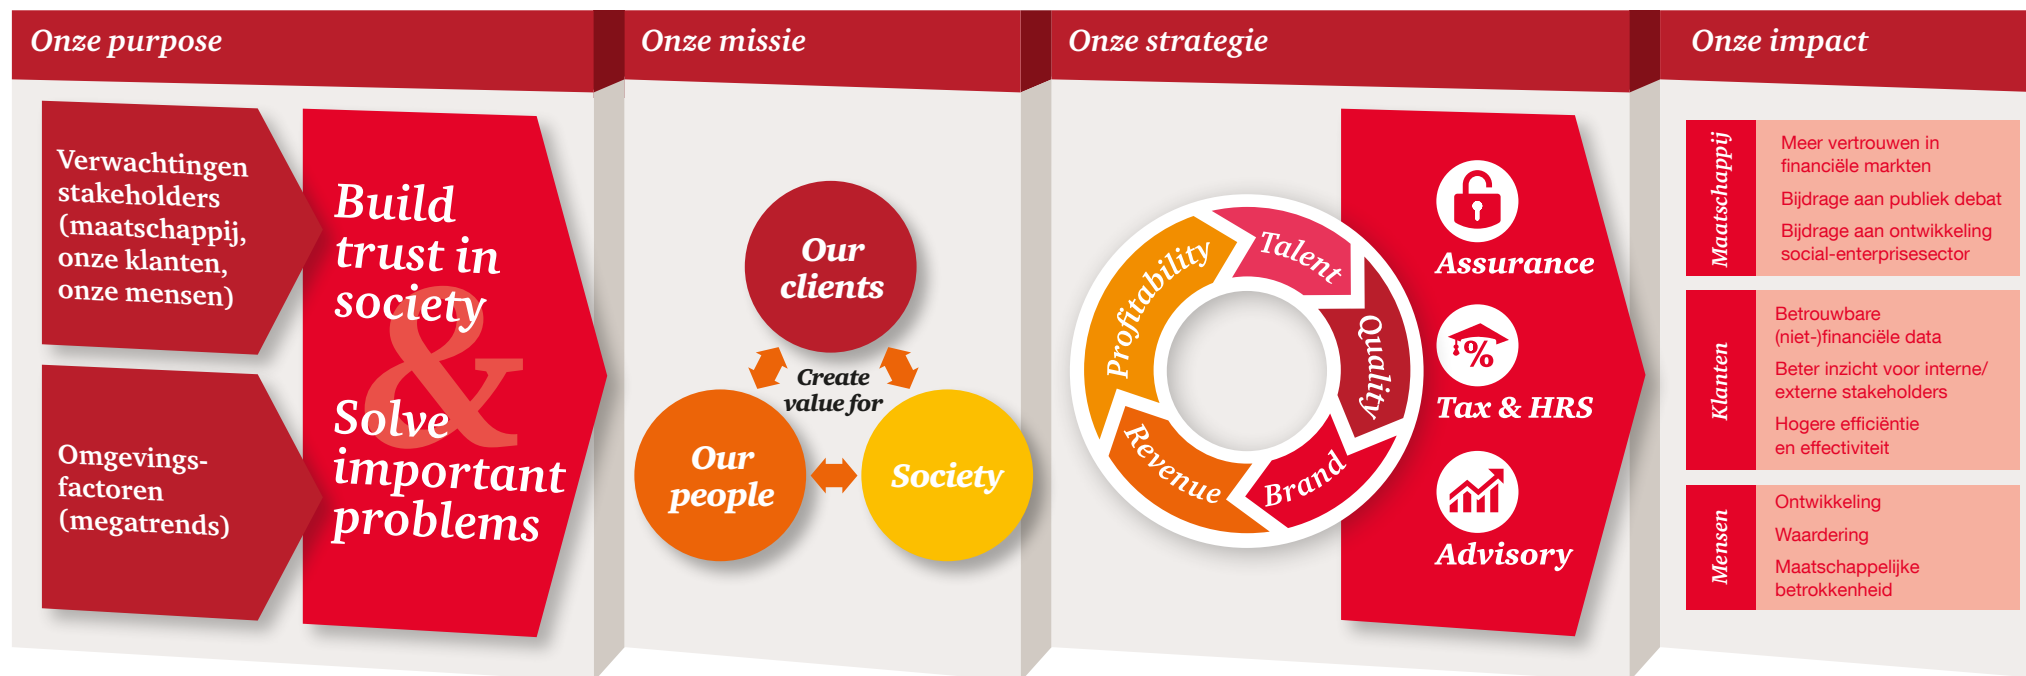 Onze purpose
Verwachtingen
stakeholders
(maatschappij,
onze klanten,
onze mensen)
Omgevings-
factoren
(megatrends)
Build
trust in
society
&
Solve
important
problems
Onze missie
Our
clients
Create
value for
Our
people
Society
Onze strategie
Talent
Quality
Brand
Revenue
Profitability
Assurance
%
Tax & HRS
Advisory
Onze impact
Maatschappij
Meer vertrouwen in
financiële markten
Bijdrage aan publiek debat
Bijdrage aan ontwikkeling
social-enterprisesector
Klanten
Betrouwbare
(niet-)financiële data
Beter inzicht voor interne/
externe stakeholders
Hogere efficiëntie
en effectiviteit
Mensen
Ontwikkeling
Waardering
Maatschappelijke
betrokkenheid